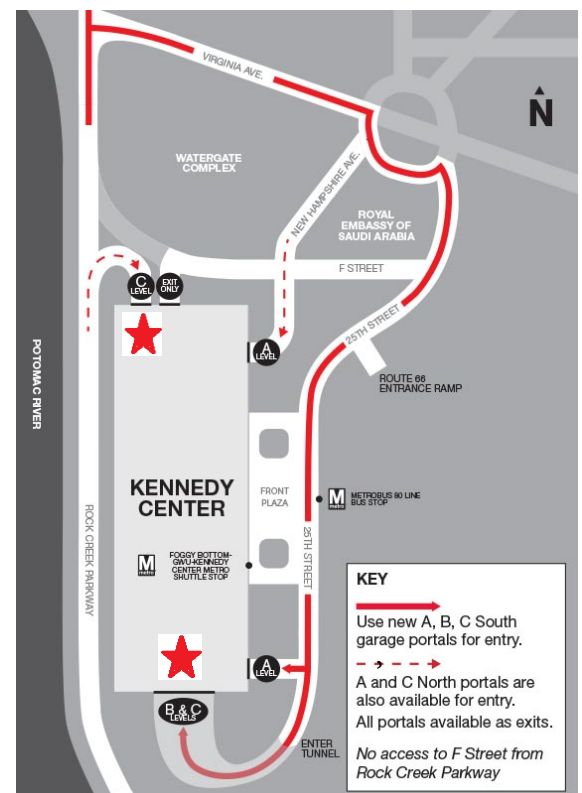 VIRGINIA AVE.
N
WATERGATE
COMPLEX
NEW HAMPSHIRE AVE.
ROYAL
EMBASSY OF
SAUDI ARABIA
F STREET
C
LEVEL
EXIT
ONLY
25TH STREET
A
LEVEL
ROUTE 66
ENTRANCE RAMP
POTOMAC RIVER
KENNEDY
CENTER
FRONT
PLAZA
M
metro
METROBUS 80 LINE
BUS STOP
ROCK CREEK PARKWAY
25TH STREET
M
metro
FOGGY BOTTOM-
GWU-KENNEDY
CENTER METRO
SHUTTLE STOP
A
LEVEL
B & C
LEVELS
ENTER
TUNNEL
KEY
Use new A, B, C South
garage portals for entry.
A and C North portals are
also available for entry.
All portals available as exits.
No access to F Street from
Rock Creek Parkway